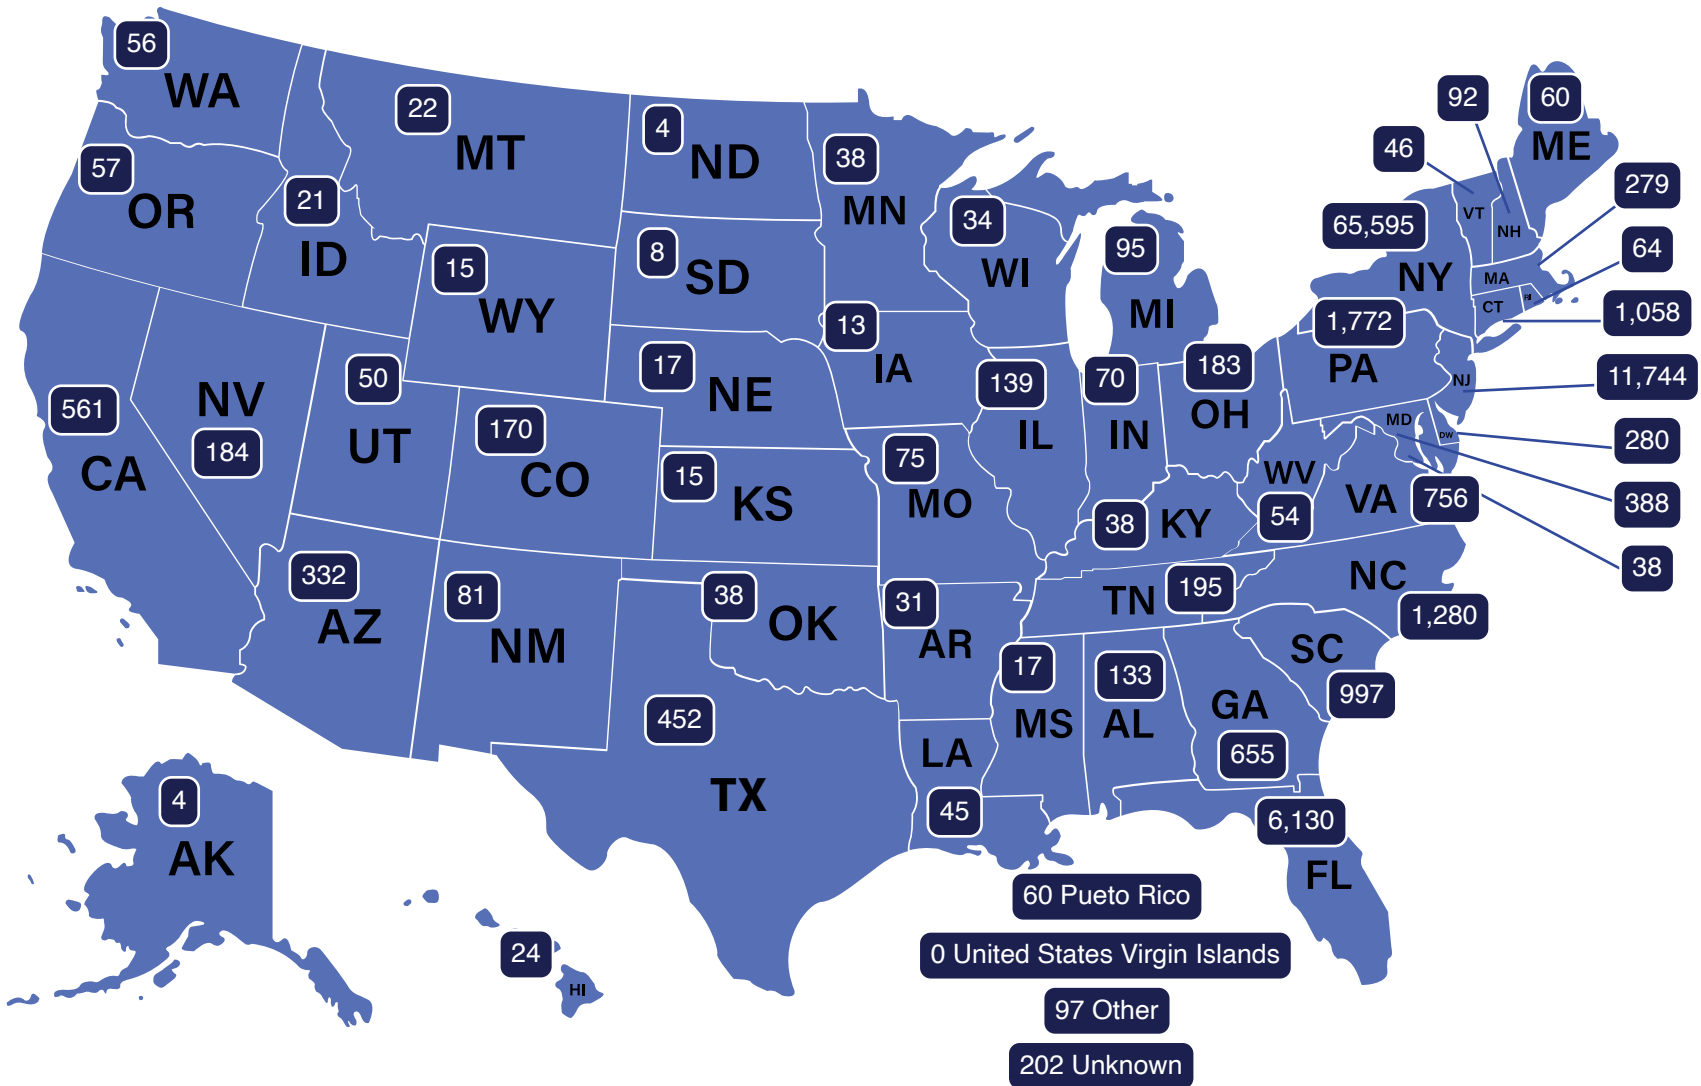 56
WA
57
OR
21
ID
22
MT
4
ND
38
MN
34
WI
95
MI
92
60
ME
46
279
VT
NH
65,595
NY
64
MA
CT
RI
1,058
15
WY
8
SD
13
IA
1,772
PA
11,744
NJ
561
CA
NV
184
50
UT
170
CO
17
NE
139
IL
70
IN
183
OH
MD
DW
280
388
38
WV
54
VA
756
15
KS
75
MO
38
KY
332
AZ
81
NM
38
OK
31
AR
TN
195
NC
1,280
SC
997
452
TX
LA
45
17
MS
133
AL
GA
655
6,130
FL
4
AK
24
HI
60 Pueto Rico
0 United States Virgin Islands
97 Other
202 Unknown